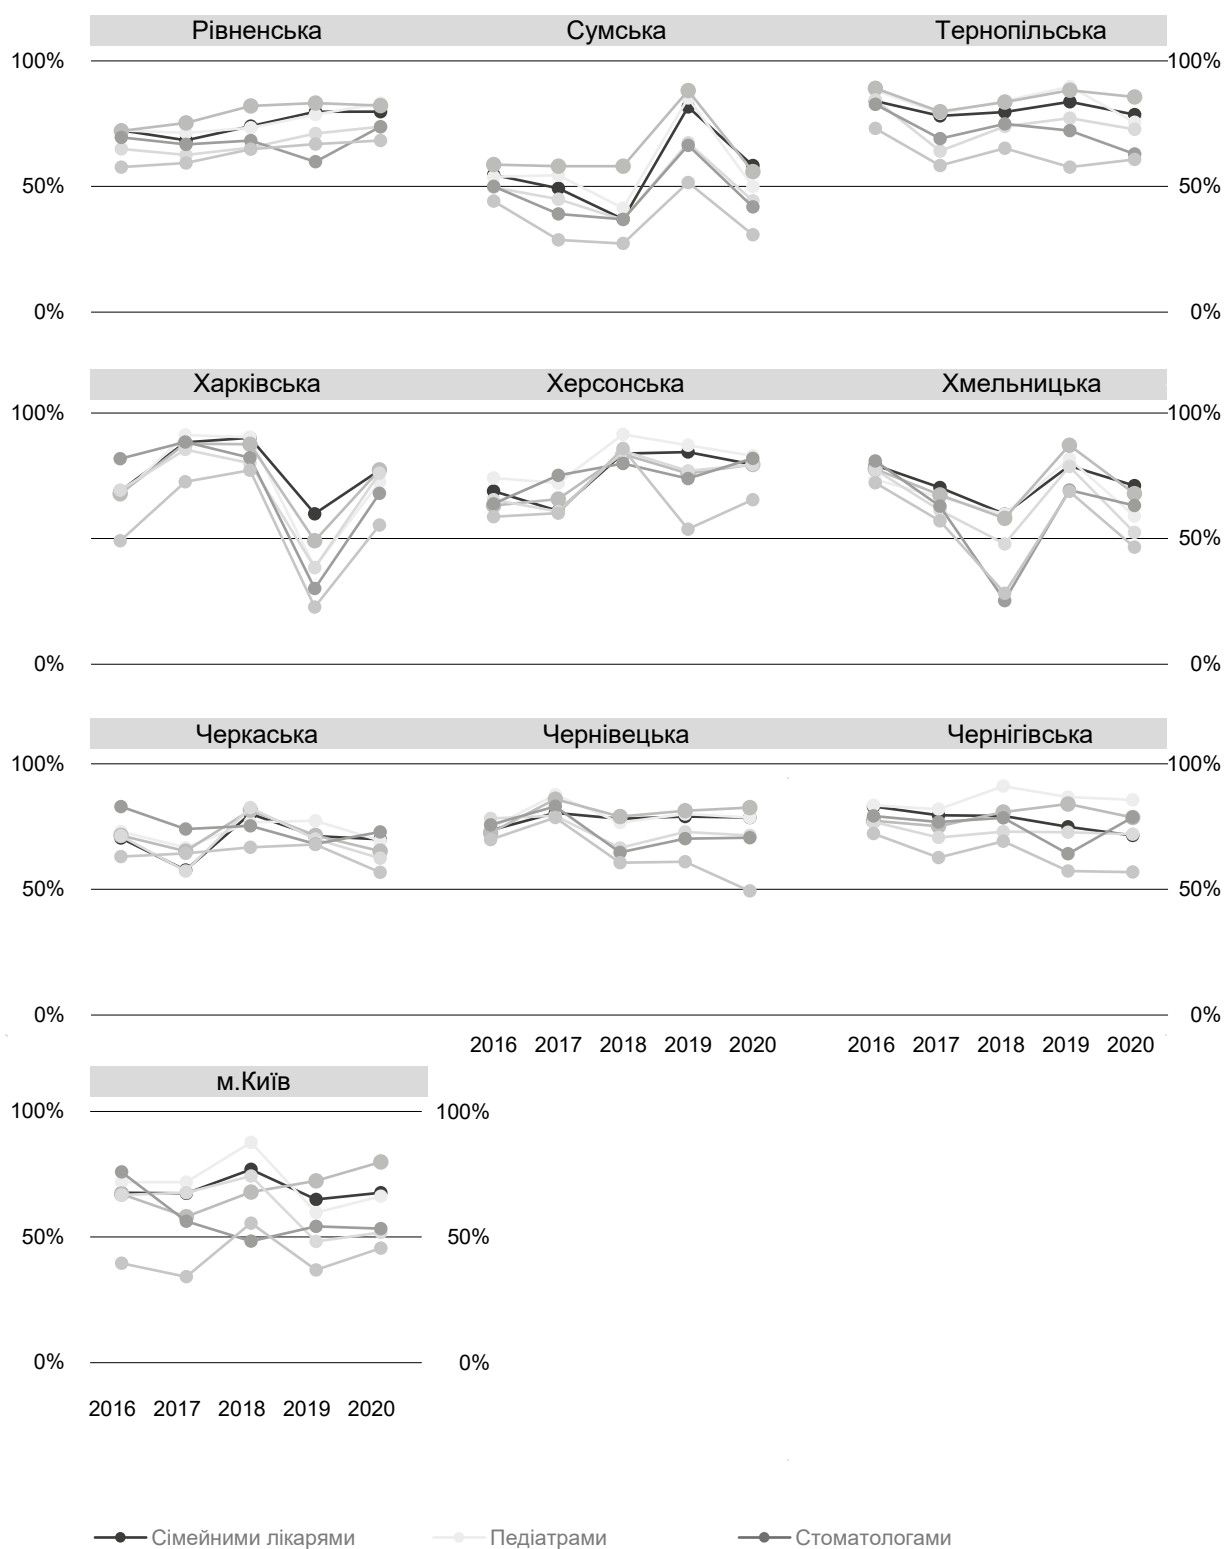 Рівненська Сумська Тернопільська
100% 100%
50% 50%
0% 0%
Харківська Херсонська Хмельницька
100% 100%
50% 50%
0% 0%
Черкаська Чернівецька Чернігівська
100% 100%
50% 50%
0% 0%
2016 2017 2018 2019 2020 2016 2017 2018 2019 2020
м.Київ
100% 100%
50% 50%
0% 0%
2016 2017 2018 2019 2020
Сімейними лікарями Педіатрами Стоматологами